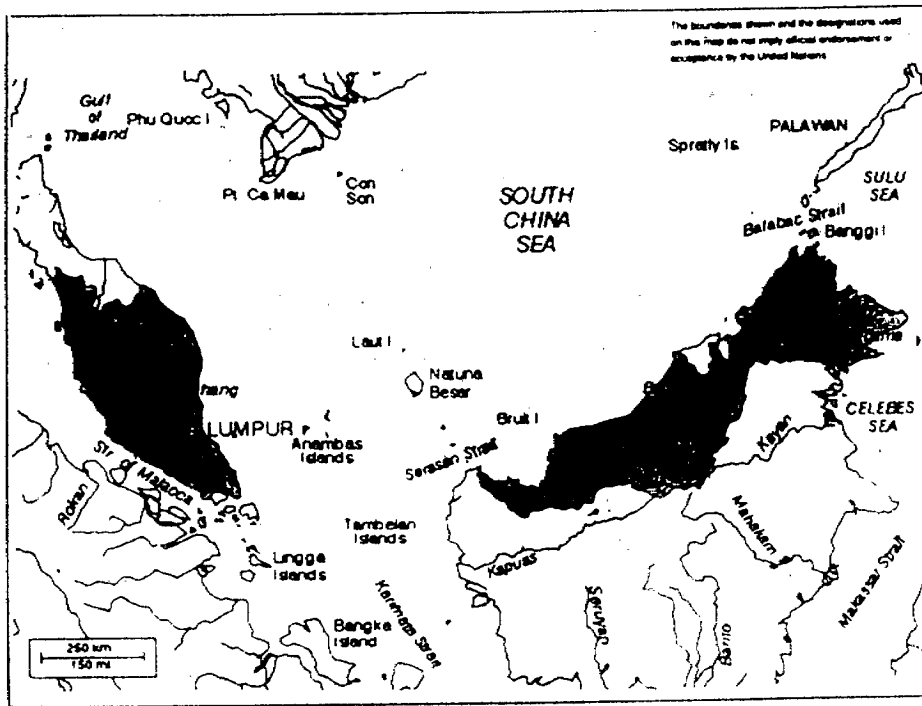 The boundaries shown and the designations used
on this map do not imply official endorsement or
acceptance by the United Nations
Gulf
of
Thailand
Phu Quoc I
PALAWAN
Spratly Is
Pt Ca Mau
Con
Son
SOUTH
CHINA
SEA
SULU
SEA
Balabac Strait
Banggi I
Laut I
Natuna
Besar
hang
LUMPUR
Anambas
Islands
Bruit I
CELEBES
SEA
Serasan Strait
Kayan
Str of Malacca
Rokan
Tambelan
Islands
Lingga
Islands
Kapuas
Mahakam
Makassar Strait
Karimata Strait
Seruyan
Barito
Bangka
Island
250 km
150 mi